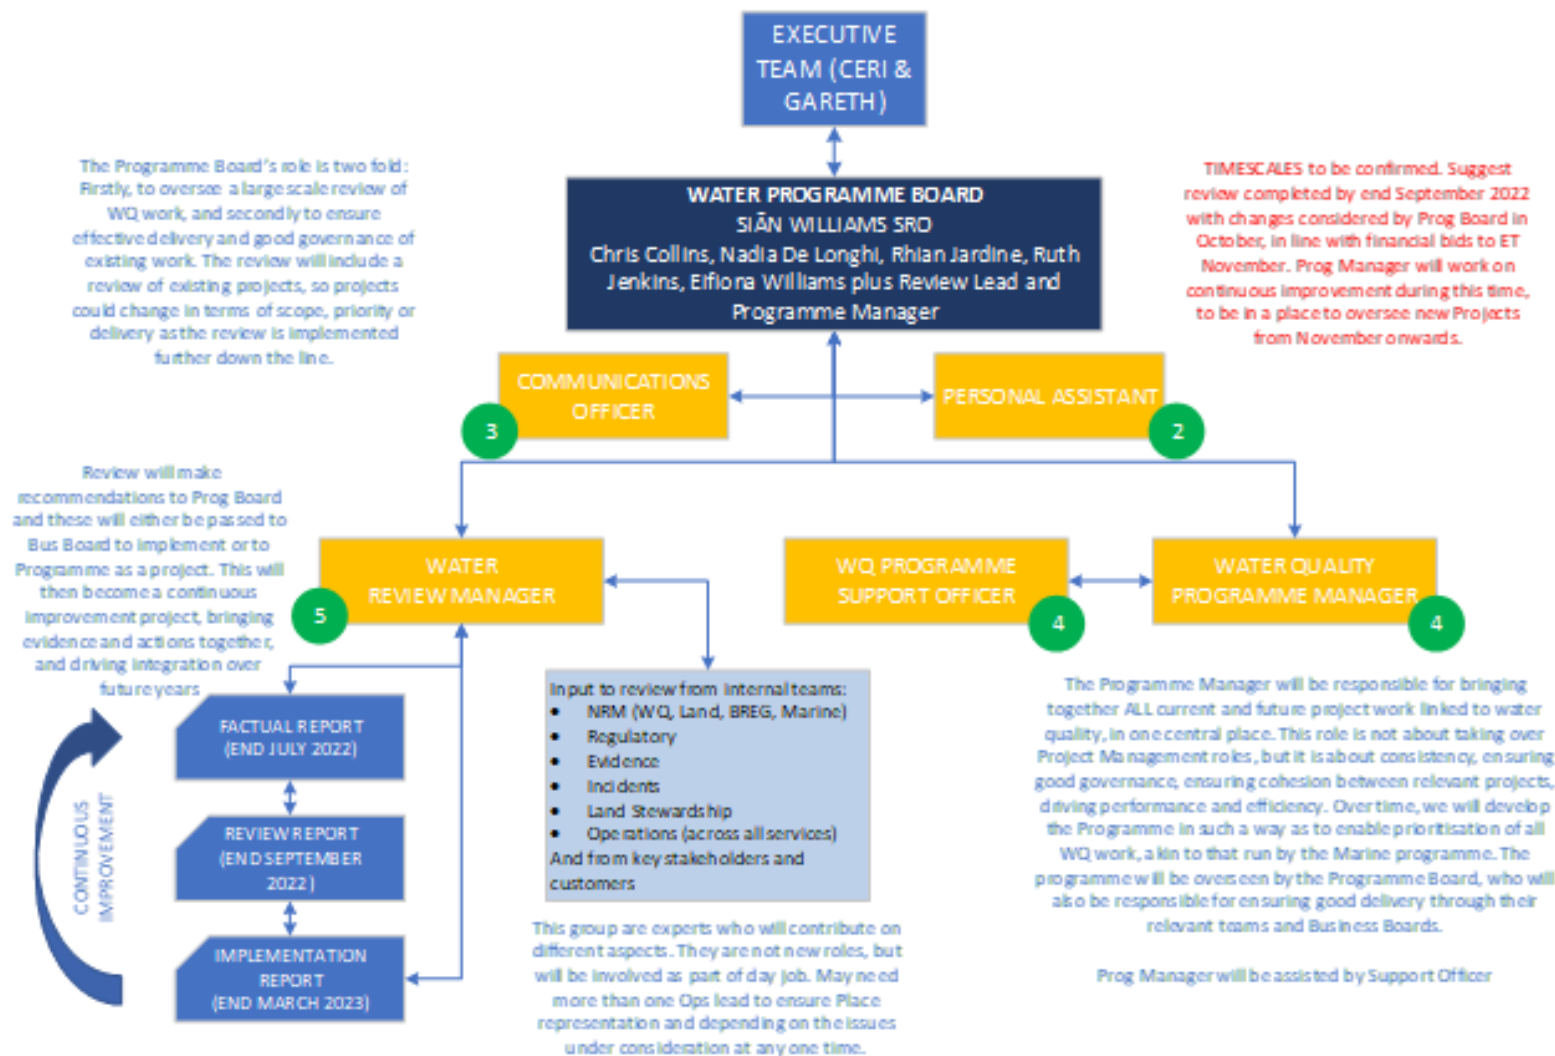 EXECUTIVE
TEAM (CERI &
GARETH)
The Programme Board's role is two fold:
Firstly, to oversee a large scale review of
WQ work, and secondly to ensure
effective delivery and good governance of
existing work. The review will include a
review of existing projects, so projects
could change in terms of scope, priority or
delivery as the review is implemented
further down the line.
WATER PROGRAMME BOARD
SIÃN WILLIAMS SRO
Chris Collins, Nadia De Longhi, Rhian Jardine, Ruth
Jenkins, Eifiona Williams plus Review Lead and
Programme Manager
TIMESCALES to be confirmed. Suggest
review completed by end September 2022
with changes considered by Prog Board in
October, in line with financial bids to ET
November. Prog Manager will work on
continuous improvement during this time,
to be in a place to oversee new Projects
from November onwards.
COMMUNICATIONS
OFFICER
3
PERSONAL ASSISTANT
2
Review will make
recommendations to Prog Board
and these will either be passed to
Bus Board to implement or to
Programme as a project. This will
then become a continuous
improvement project, bringing
evidence and actions together,
and driving integration over
future years
WATER
REVIEW MANAGER
5
WQ PROGRAMME
SUPPORT OFFICER
4
WATER QUALITY
PROGRAMME MANAGER
4
CONTINUOUS
IMPROVEMENT
FACTUAL REPORT
(END JULY 2022)
REVIEW REPORT
(END SEPTEMBER
2022)
IMPLEMENTATION
REPORT
(END MARCH 2023)
Input to review from internal teams:
• NRM (WQ, Land, BREG, Marine)
• Regulatory
• Evidence
• Incidents
• Land Stewardship
• Operations (across all services)
And from key stakeholders and
customers
This group are experts who will contribute on
different aspects. They are not new roles, but
will be involved as part of day job. May need
more than one Ops lead to ensure Place
representation and depending on the issues
under consideration at any one time.
The Programme Manager will be responsible for bringing
together ALL current and future project work linked to water
quality, in one central place. This role is not about taking over
Project Management roles, but it is about consistency, ensuring
good governance, ensuring cohesion between relevant projects,
driving performance and efficiency. Over time, we will develop
the Programme in such a way as to enable prioritisation of all
WQ work, akin to that run by the Marine programme. The
programme will be overseen by the Programme Board, who will
also be responsible for ensuring good delivery through their
relevant teams and Business Boards.
Prog Manager will be assisted by Support Officer